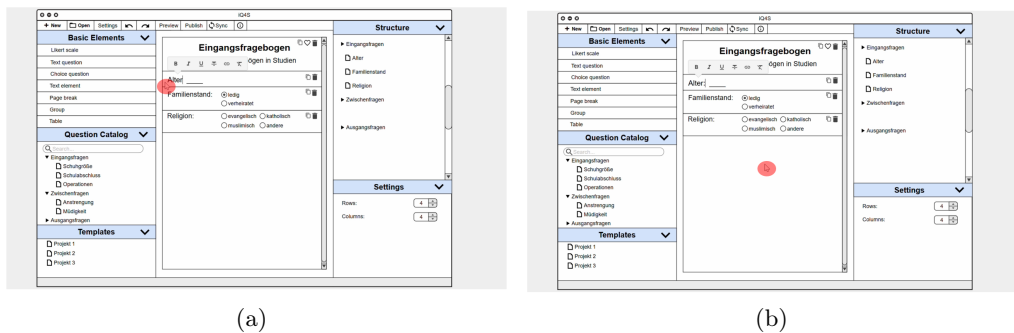 IQ4S
+ New Open Settings Preview Publish Sync
Basic Elements
Likert scale
Text question
Choice question
Text element
Page break
Group
Table
Question Catalog
Search...
Eingangsfragen
Schuhgröße
Schulabschluss
Operationen
Zwischenfragen
Anstrengung
Müdigkeit
Ausgangsfragen
Templates
Projekt 1
Projekt 2
Projekt 3
Eingangsfragebogen
ögen in Studien
B I U T
Alter ____
Familienstand: ledig
verheiratet
Religion: evangelisch katholisch
muslimisch andere
Structure
Eingangsfragen
Alter
Familienstand
Religion
Zwischenfragen
Ausgangsfragen
Settings
Rows: 4
Columns: 4
(a)
IQ4S
+ New Open Settings Preview Publish Sync
Basic Elements
Likert scale
Text question
Choice question
Text element
Page break
Group
Table
Question Catalog
Search...
Eingangsfragen
Schuhgröße
Schulabschluss
Operationen
Zwischenfragen
Anstrengung
Müdigkeit
Ausgangsfragen
Templates
Projekt 1
Projekt 2
Projekt 3
Eingangsfragebogen
ögen in Studien
B I U T
Alter: ____
Familienstand: ledig
verheiratet
Religion: evangelisch katholisch
muslimisch andere
Structure
Eingangsfragen
Alter
Familienstand
Religion
Zwischenfragen
Ausgangsfragen
Settings
Rows: 4
Columns: 4
(b)